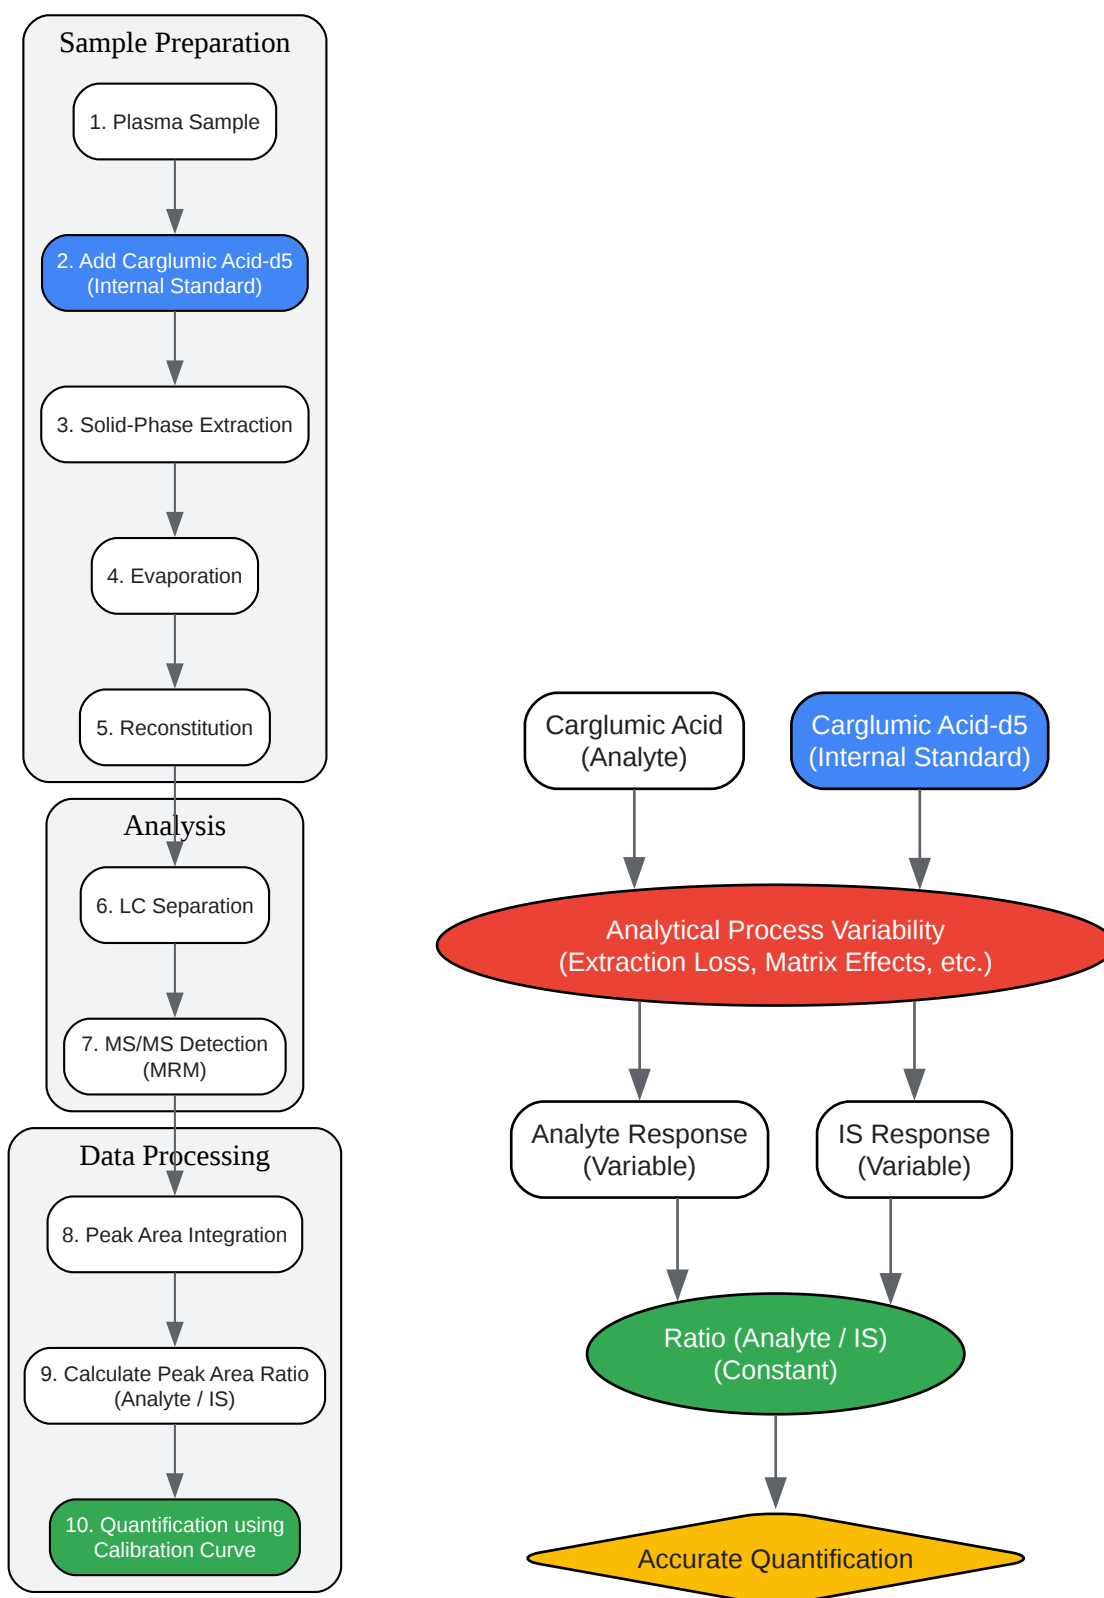 Sample Preparation
1. Plasma Sample
2. Add Carglumic Acid-d5
(Internal Standard)
3. Solid-Phase Extraction
4. Evaporation
5. Reconstitution
Analysis
6. LC Separation
7. MS/MS Detection
(MRM)
Data Processing
8. Peak Area Integration
9. Calculate Peak Area Ratio
(Analyte / IS)
10. Quantification using
Calibration Curve
Carglumic Acid
(Analyte)
Carglumic Acid-d5
(Internal Standard)
Analytical Process Variability
(Extraction Loss, Matrix Effects, etc.)
Analyte Response
(Variable)
IS Response
(Variable)
Ratio (Analyte / IS)
(Constant)
Accurate Quantification